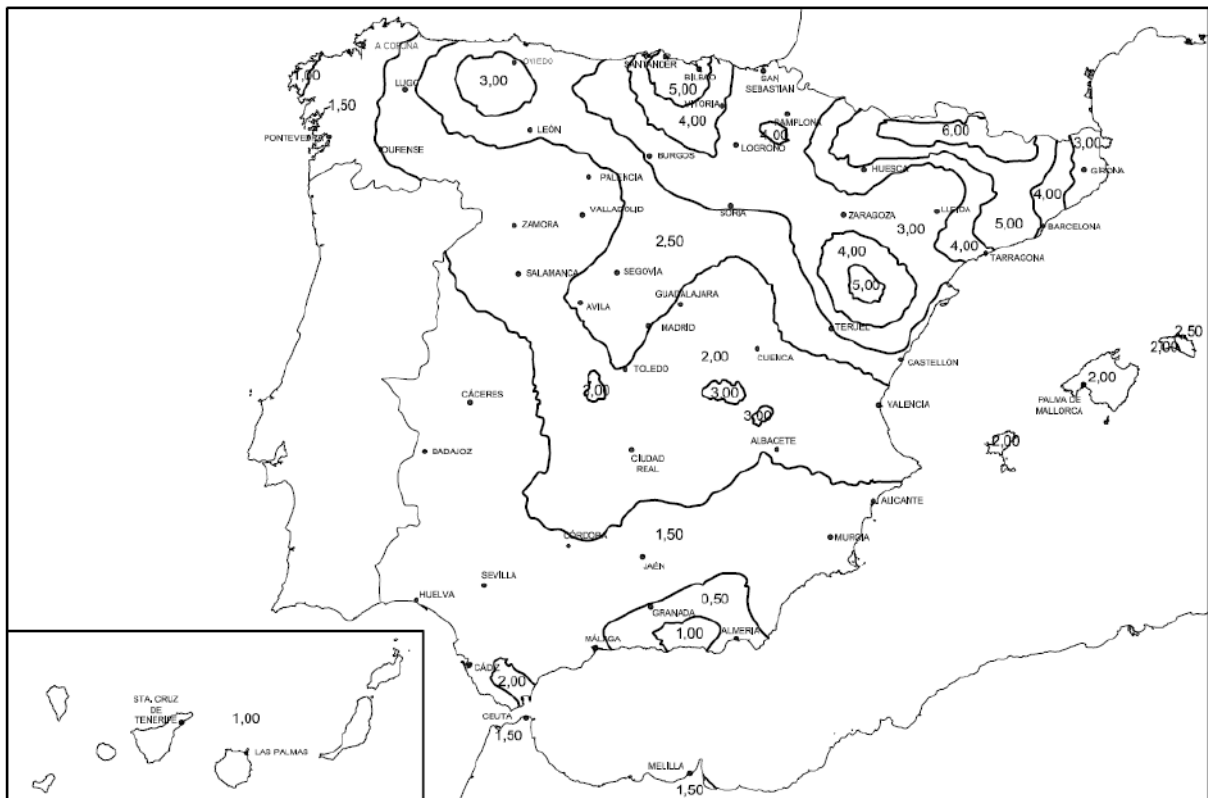 A CORUNA
OVIEDO
SANTANDER
BILBAO
SAN
SEBASTIAN
1,00
LUGO
3,00
5,00
VITORIA
1,50
4,00
PAMPLONA
4,00
6,00
PONTEVEDRA
LEÓN
LOGROÑO
3,00
OURENSE
BURGOS
HUESCA
GIRONA
PALENCIA
4,00
VALLADOLID
SORIA
ZARAGOZA
LLEIDA
ZAMORA
3,00
5,00
BARCELONA
2,50
4,00
4,00
TARRAGONA
SALAMANCA
SEGOVIA
5,00
AVILA
GUADALAJARA
MADRID
TERUEL
2,50
2,00
2,00
CUENCA
CASTELLON
TOLEDO
2,00
CÁCERES
3,00
3,00
VALENCIA
PALMA DE
MALLORCA
3,00
ALBACETE
2,00
BADAJOZ
CIUDAD
REAL
ALICANTE
CÓRDOBA
1,50
MURCIA
JAÉN
SEVILLA
HUELVA
0,50
GRANADA
1,00
ALMERIA
MÁLAGA
CÁDIZ
2,00
STA. CRUZ
DE
TENERIFE
1,00
CEUTA
1,50
LAS PALMAS
MELILLA
1,50